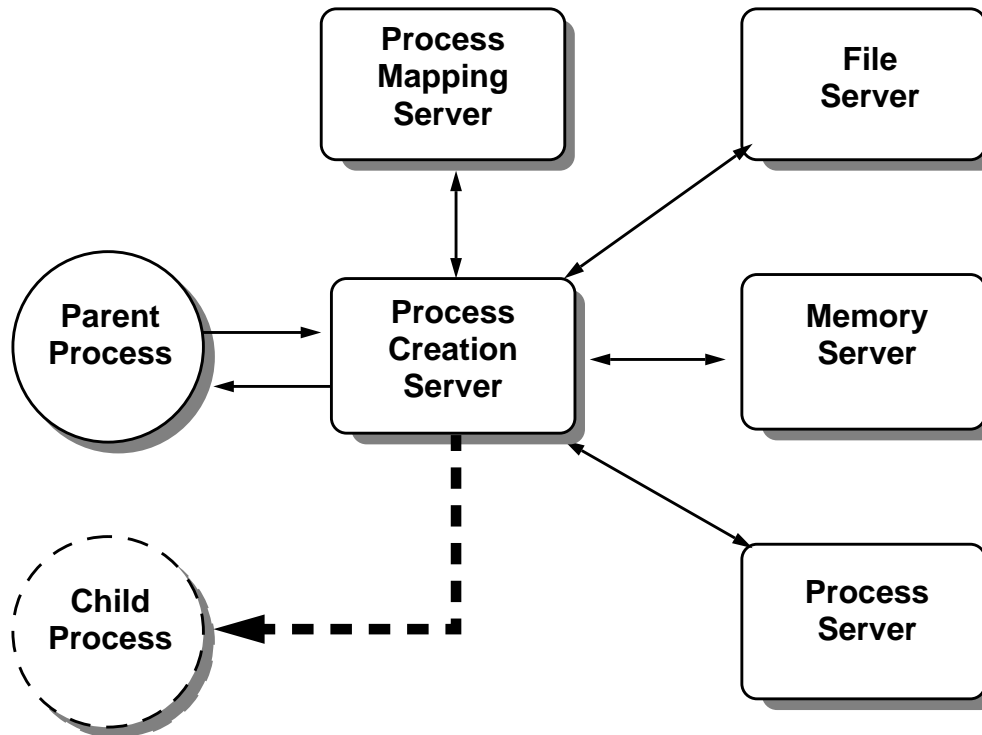 Process
Mapping
Server
File
Server
Parent
Process
Process
Creation
Server
Memory
Server
Child
Process
Process
Server